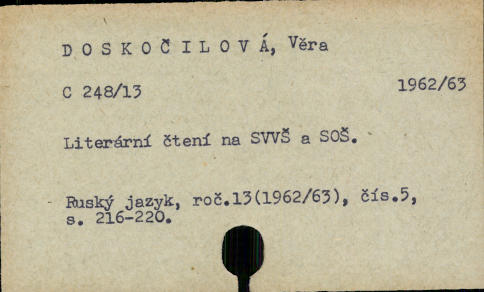 DOSKOČILOVÁ, Věra
C 248/13 1962/63
Literární čtení na SVVŠ a SOŠ.
Ruský jazyk, roč.13(1962/63), čís.5,
s. 216-220.